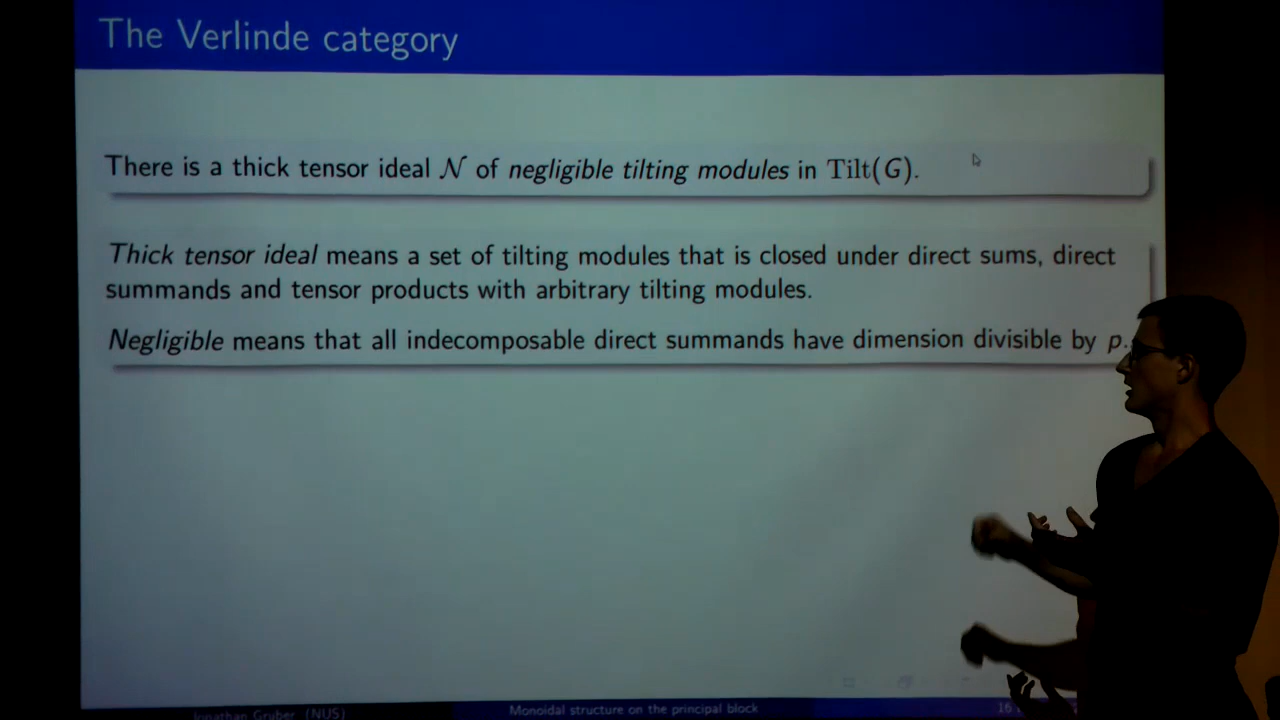 The Verlinde category
There is a thick tensor ideal 𝒩 of negligible tilting modules in Tilt(G).
Thick tensor ideal means a set of tilting modules that is closed under direct sums, direct
summands and tensor products with arbitrary tilting modules.
Negligible means that all indecomposable direct summands have dimension divisible by p.
Jonathan Gruber (NUS)
Monoidal structure on the principal block
16